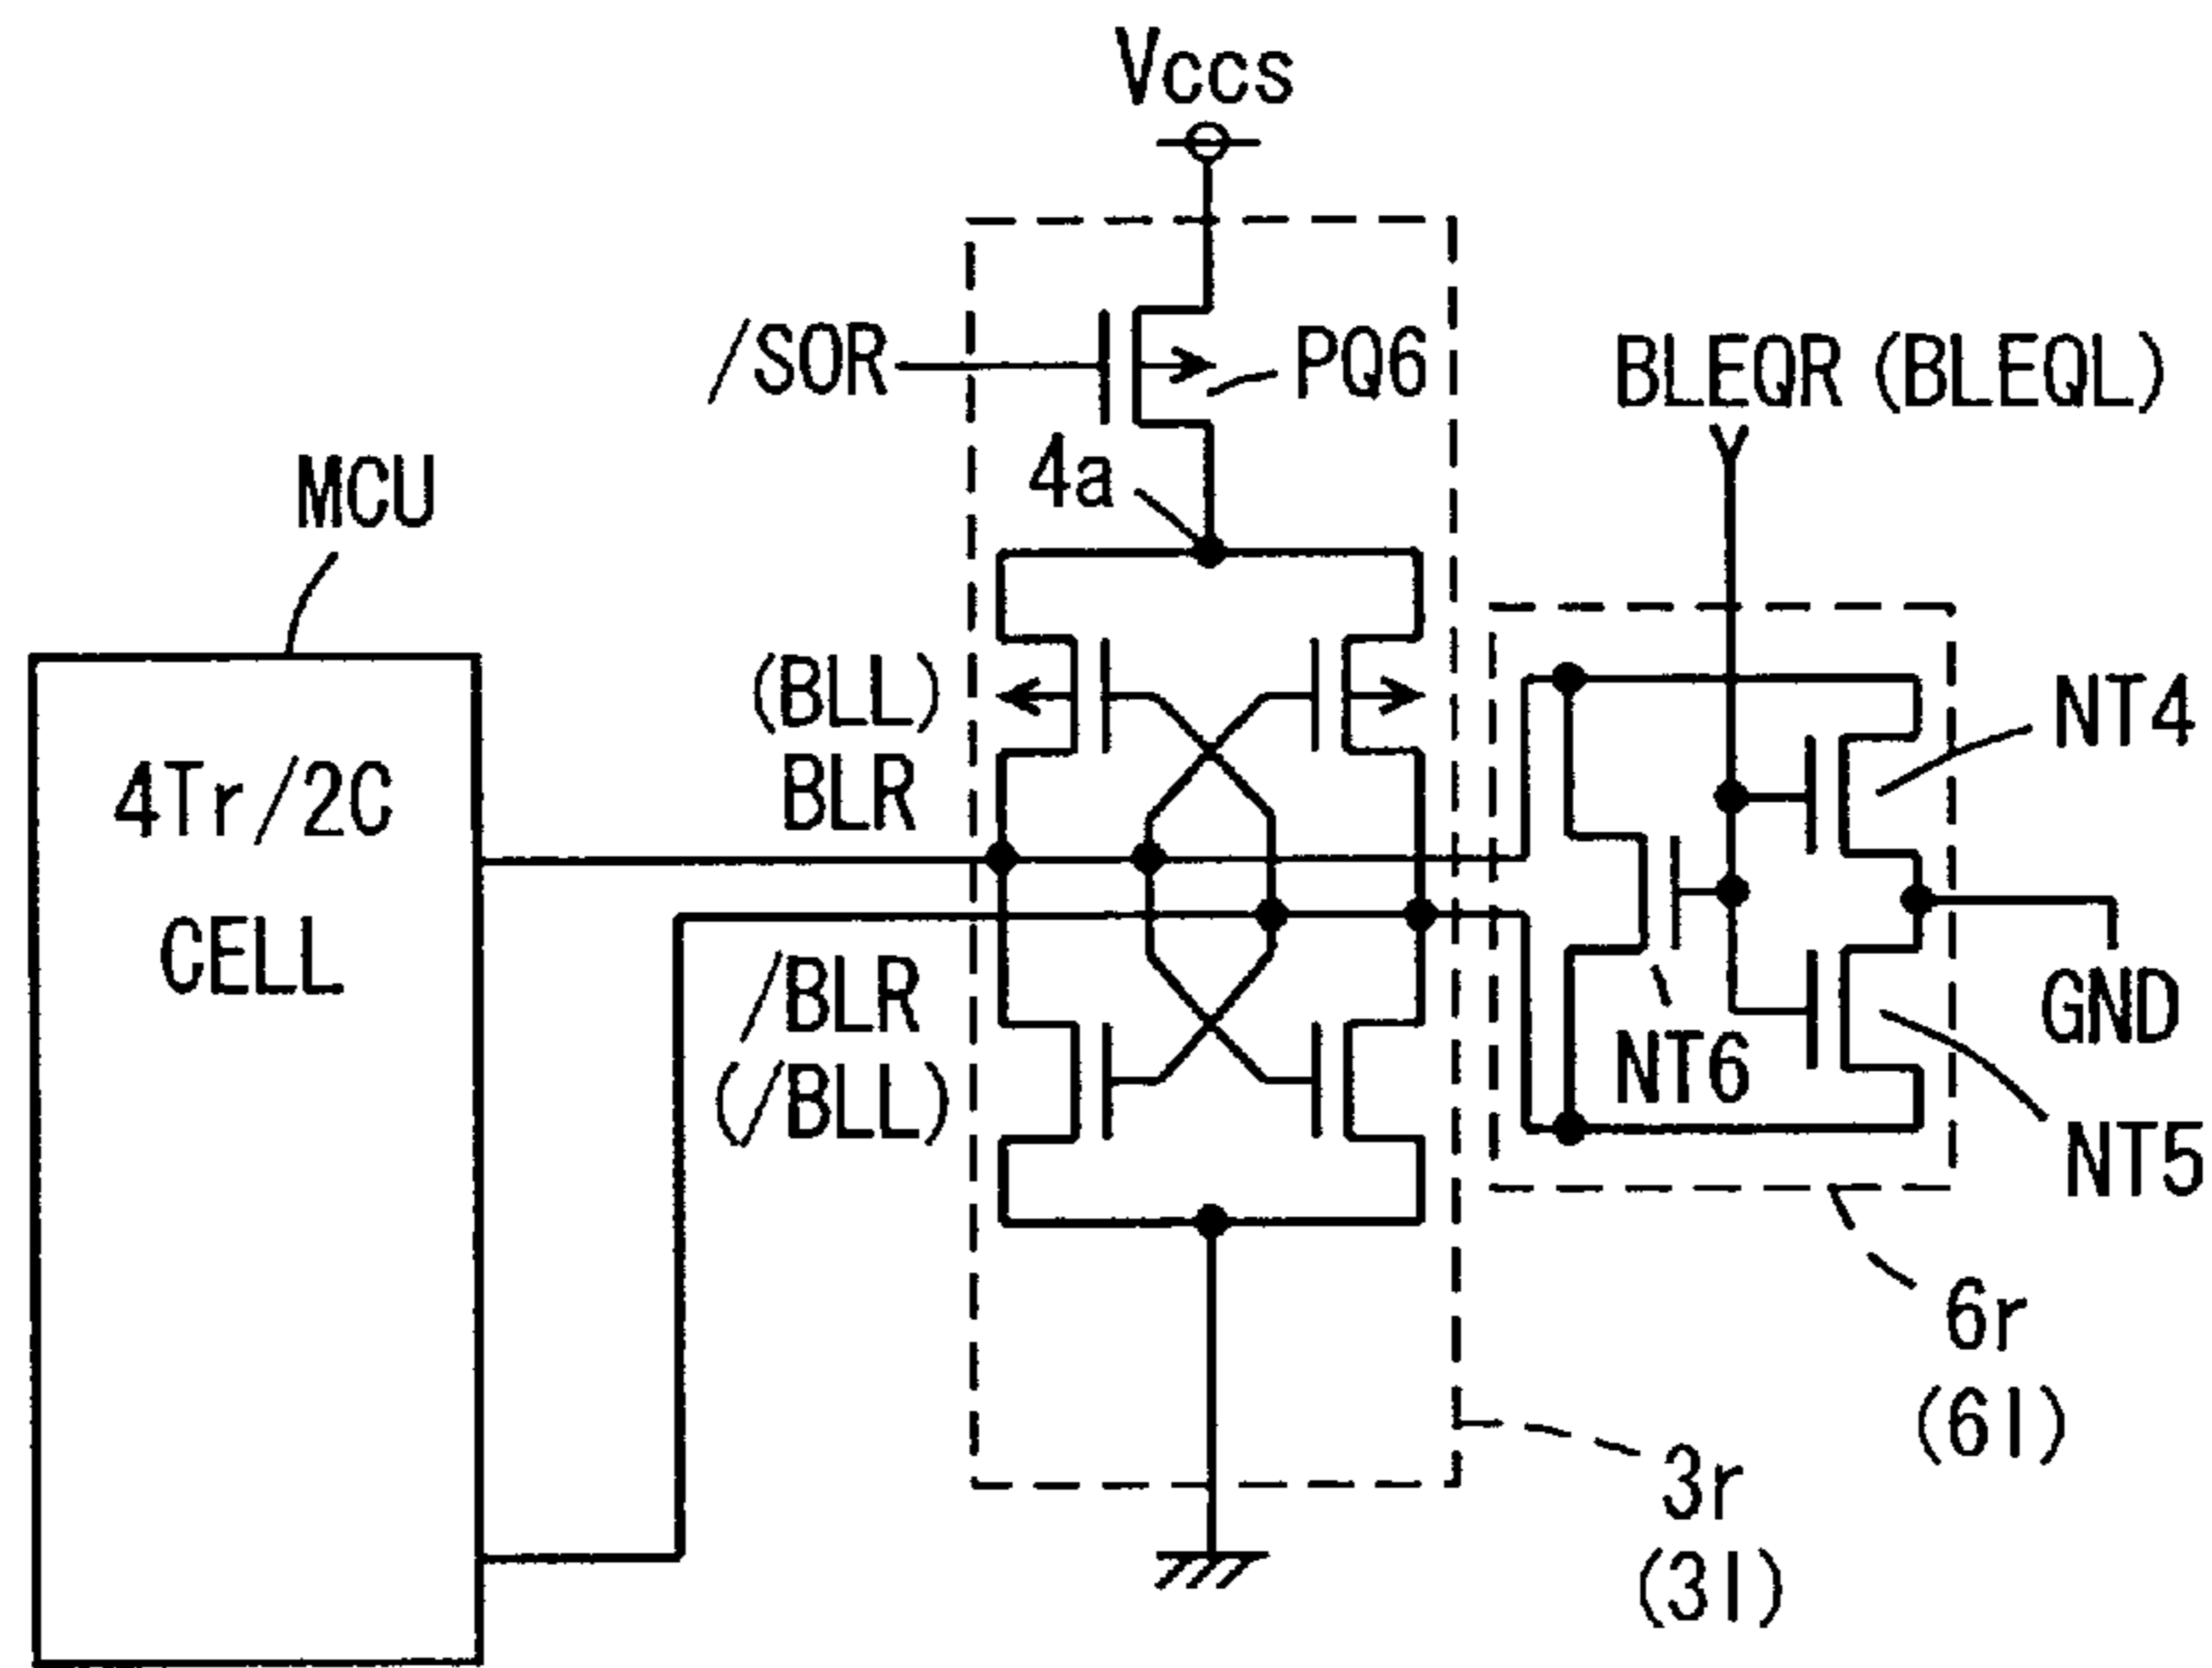 Vccs
/SOR
PQ6
BLEQR (BLEQL)
4a
MCU
(BLL)
BLR
NT4
4Tr/2C
CELL
/BLR
(/BLL)
NT6
GND
NT5
6r
(6l)
3r
(3l)